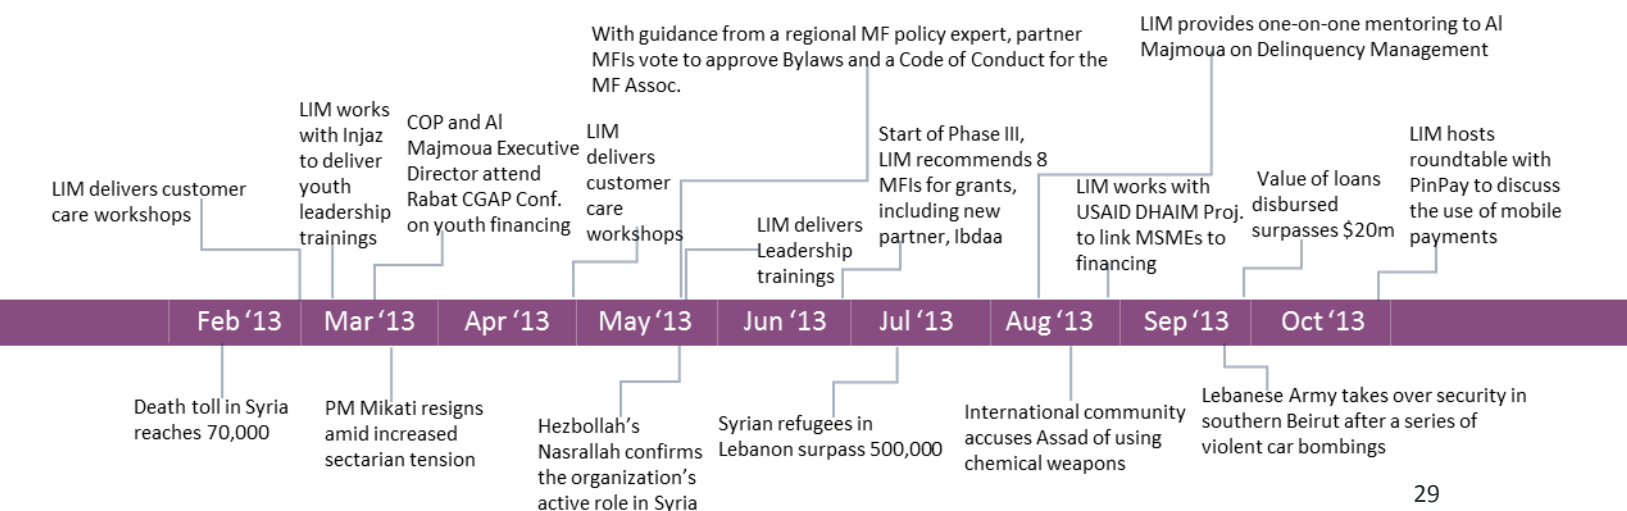 LIM delivers customer
care workshops
LIM works
with Injaz
to deliver
youth
leadership
trainings
COP and Al
Majmoua Executive
Director attend
Rabat CGAP Conf.
on youth financing
With guidance from a regional MF policy expert, partner
MFIs vote to approve Bylaws and a Code of Conduct for the
MF Assoc.
LIM
delivers
customer
care
workshops
LIM delivers
Leadership
trainings
Start of Phase III,
LIM recommends 8
MFIs for grants,
including new
partner, Ibdaa
LIM provides one-on-one mentoring to Al
Majmoua on Delinquency Management
LIM works with
USAID DHAIM Proj.
to link MSMEs to
financing
Value of loans
disbursed
surpasses $20m
LIM hosts
roundtable with
PinPay to discuss
the use of mobile
payments
Feb ‘13
Mar ‘13
Apr ‘13
May ‘13
Jun ‘13
Jul ‘13
Aug ‘13
Sep ‘13
Oct ‘13
Death toll in Syria
reaches 70,000
PM Mikati resigns
amid increased
sectarian tension
Hezbollah’s
Nasrallah confirms
the organization’s
active role in Syria
Syrian refugees in
Lebanon surpass 500,000
International community
accuses Assad of using
chemical weapons
Lebanese Army takes over security in
southern Beirut after a series of
violent car bombings
29